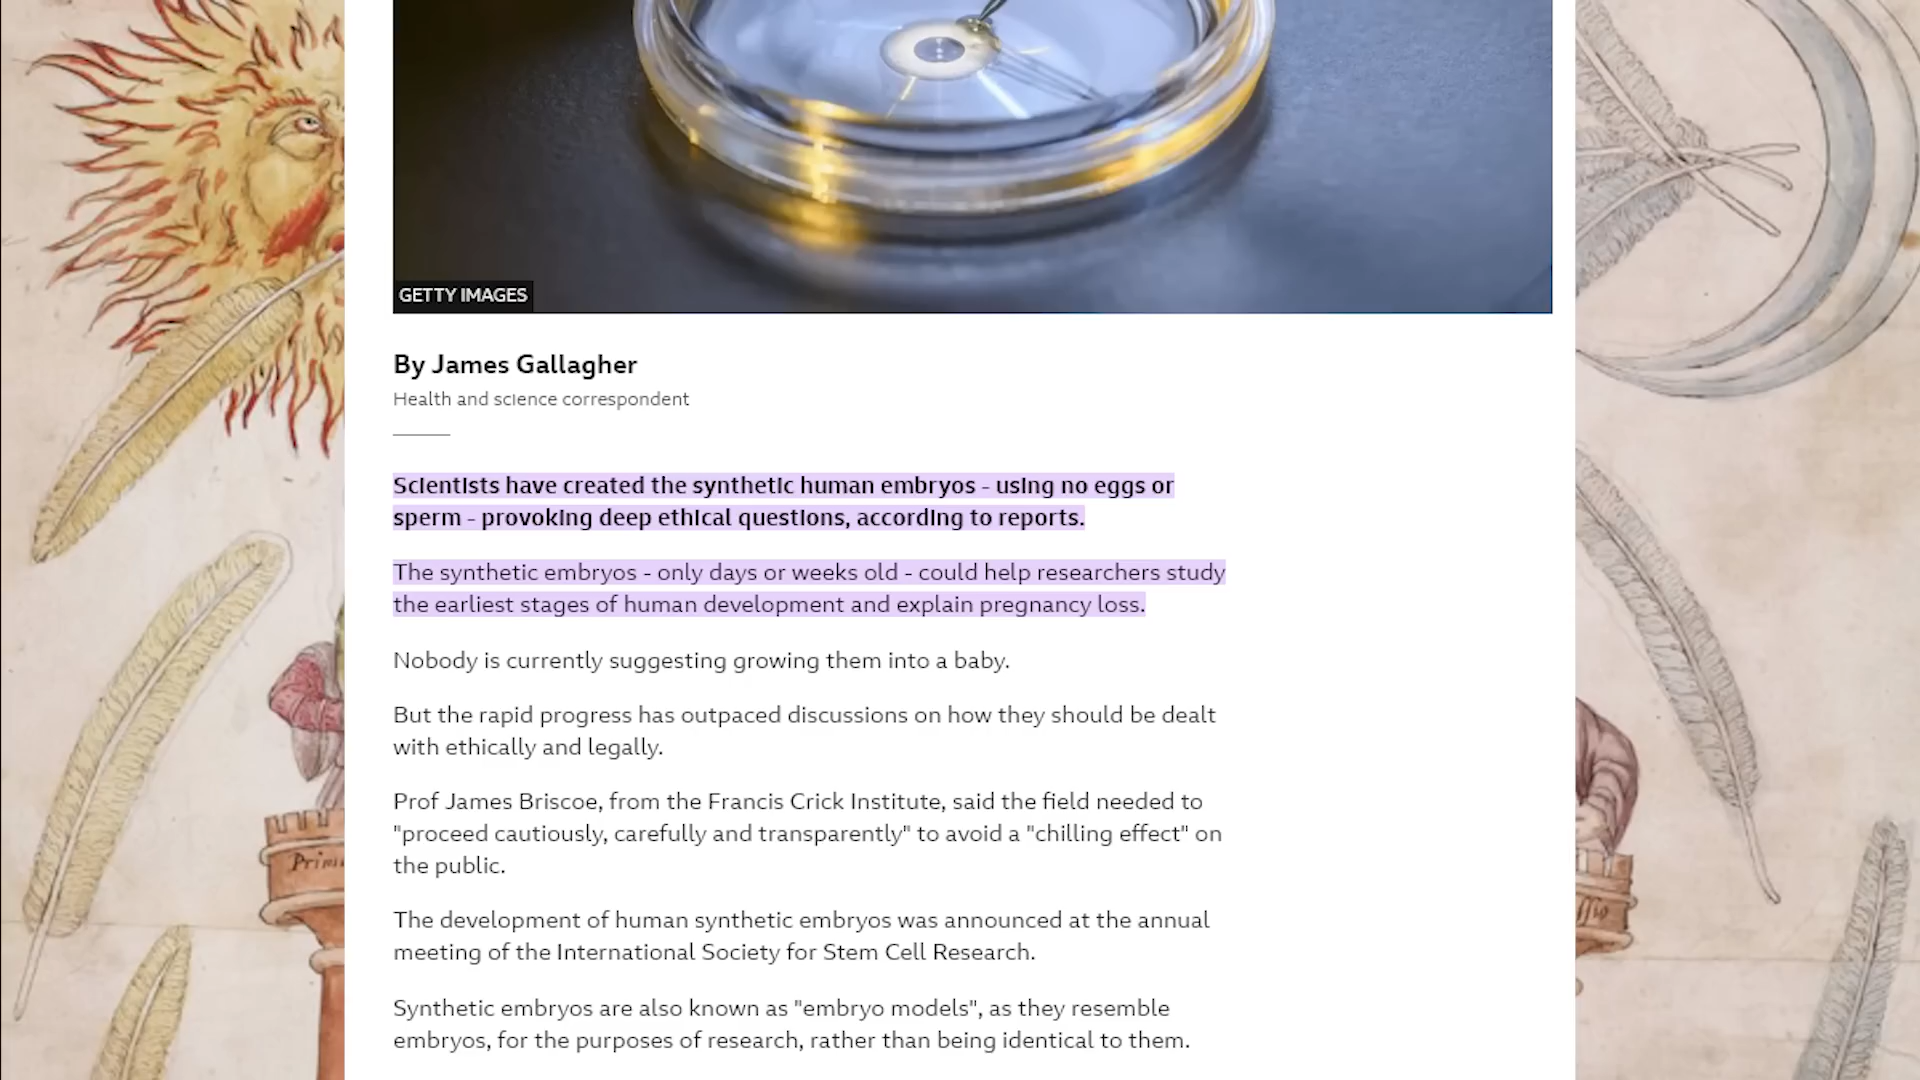 GETTY IMAGES
By James Gallagher
Health and science correspondent
Scientists have created the synthetic human embryos - using no eggs or
sperm - provoking deep ethical questions, according to reports.
The synthetic embryos - only days or weeks old - could help researchers study
the earliest stages of human development and explain pregnancy loss.
Nobody is currently suggesting growing them into a baby.
But the rapid progress has outpaced discussions on how they should be dealt
with ethically and legally.
Prof James Briscoe, from the Francis Crick Institute, said the field needed to
"proceed cautiously, carefully and transparently" to avoid a "chilling effect" on
the public.
The development of human synthetic embryos was announced at the annual
meeting of the International Society for Stem Cell Research.
Synthetic embryos are also known as "embryo models", as they resemble
embryos, for the purposes of research, rather than being identical to them.